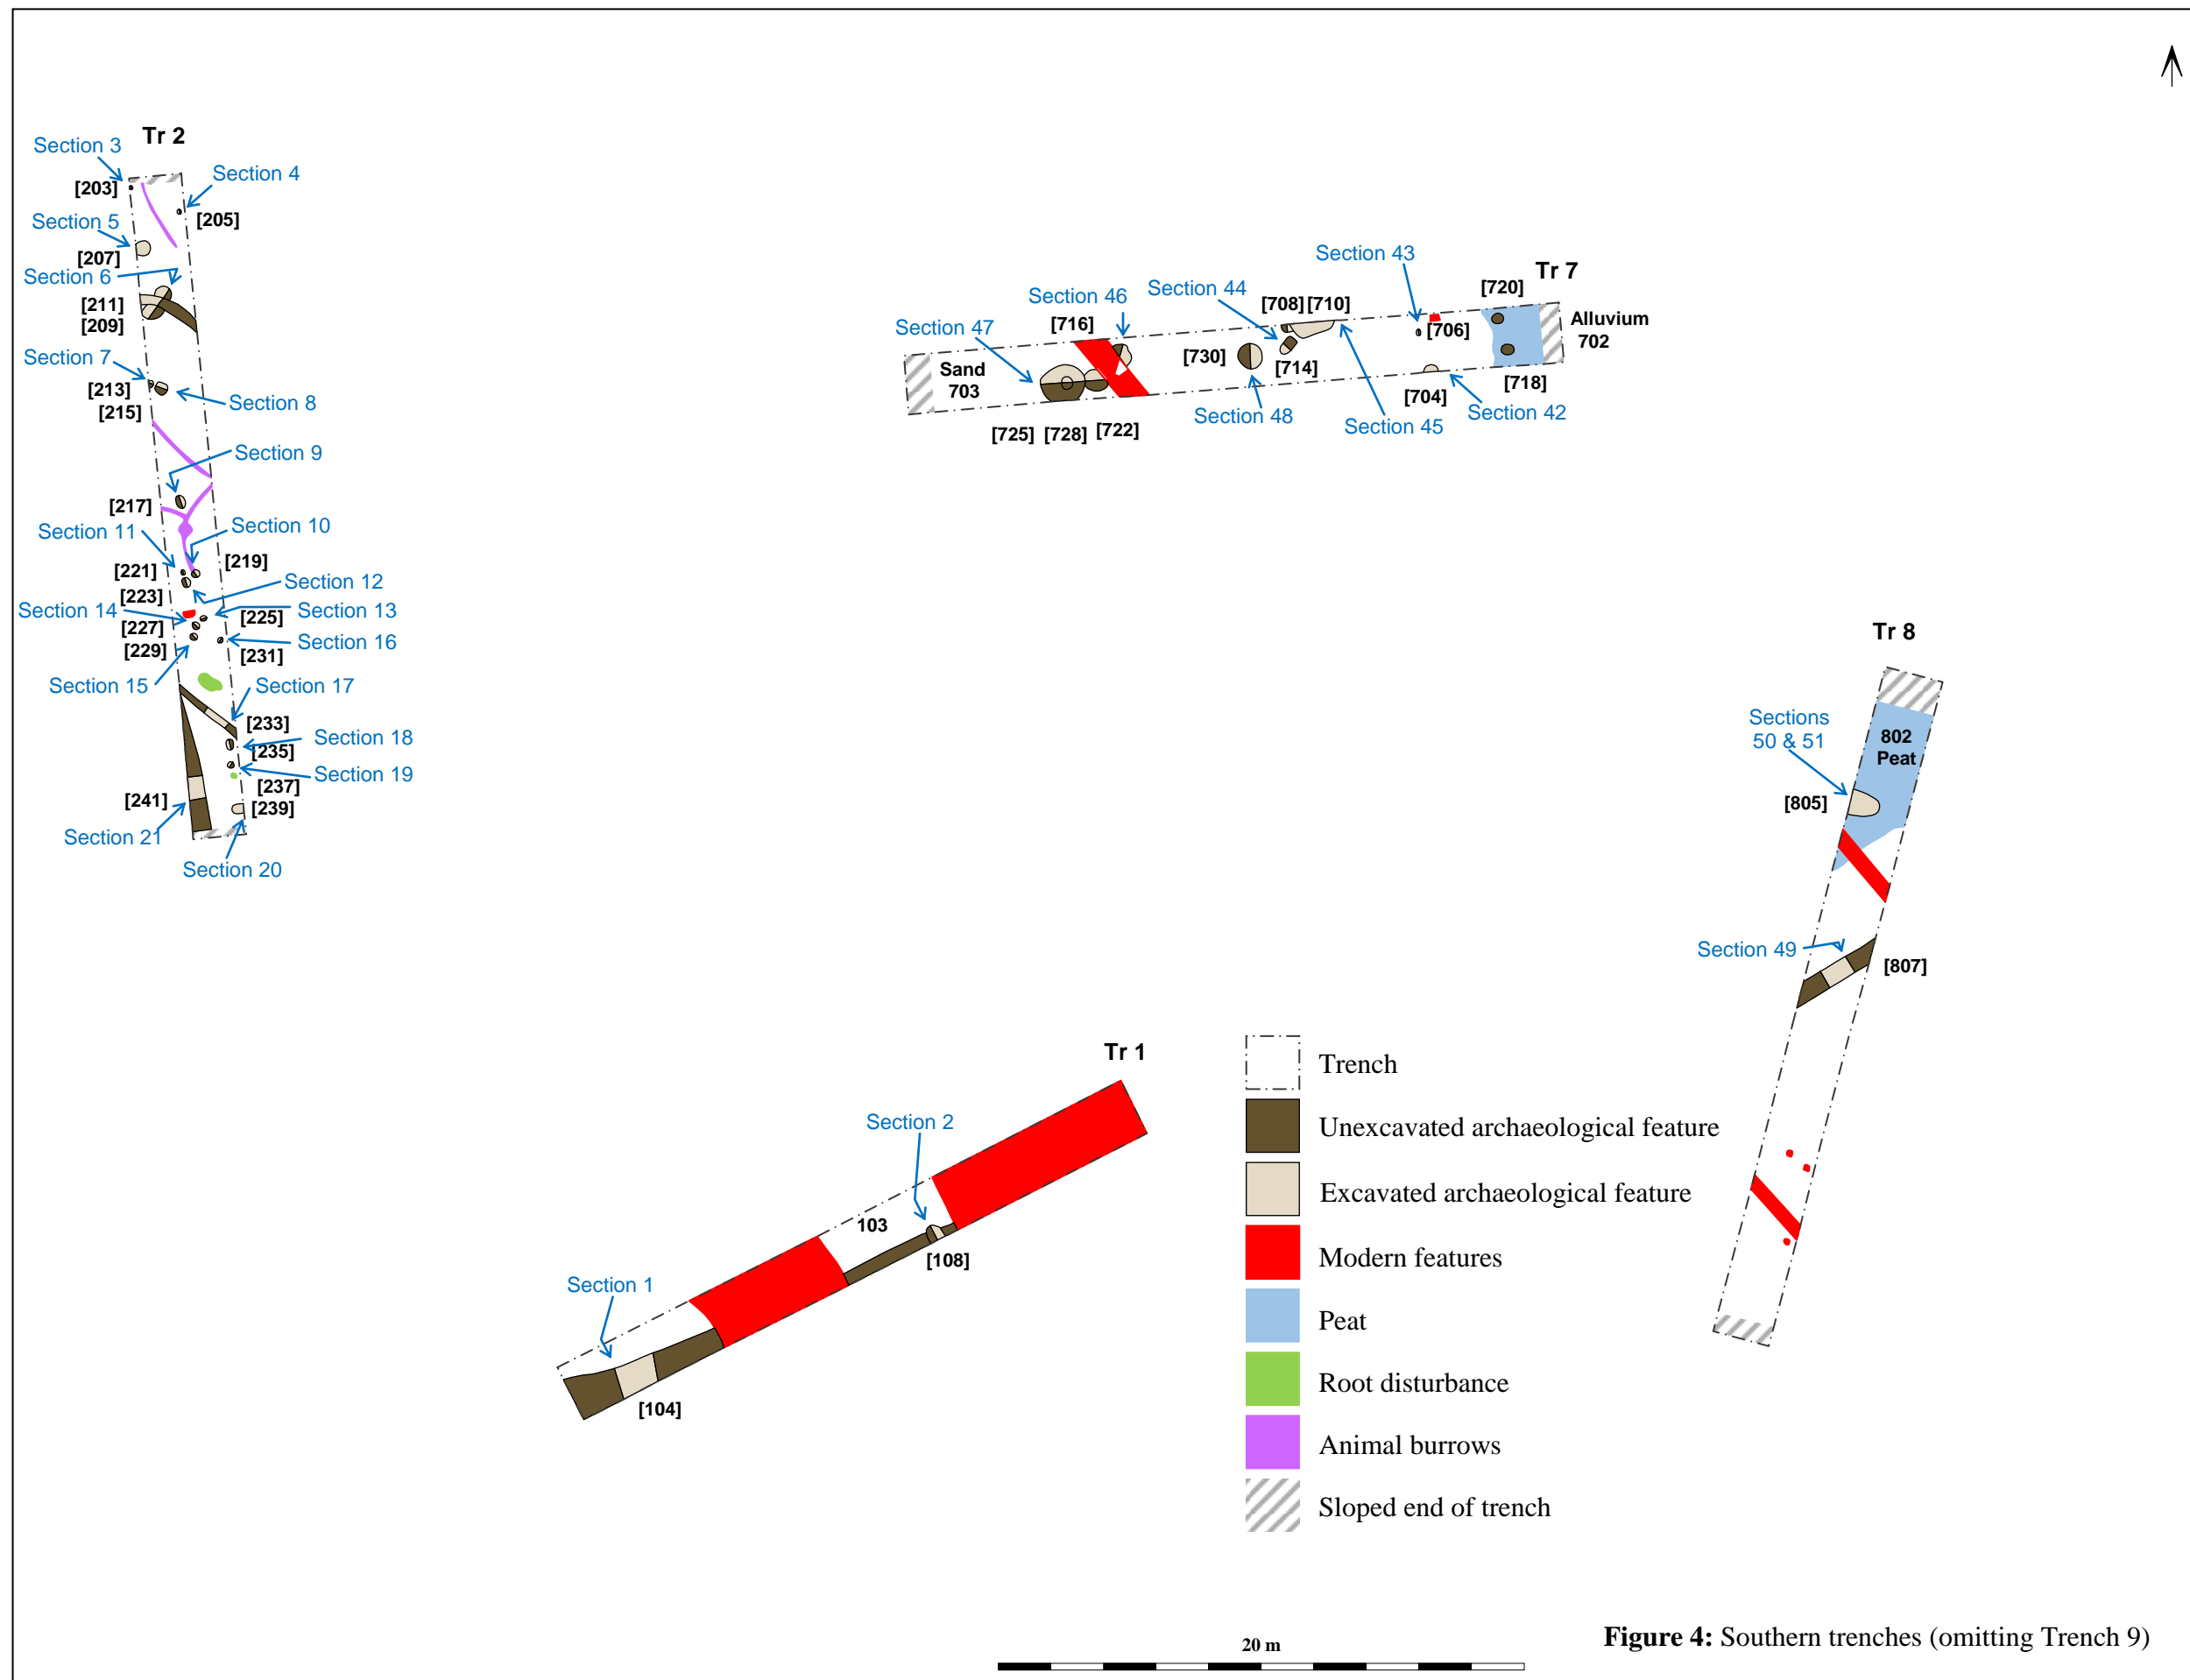 Tr 2
Section 3
Section 4
[203]
[205]
Section 5
[207]
Section 6
[211]
[209]
Section 7
[213]
Section 8
[215]
Section 9
[217]
Section 10
Section 11
[219]
[221]
Section 12
[223]
Section 14
Section 13
[225]
[227]
Section 16
[229]
[231]
Section 15
Section 17
[233]
Section 18
[235]
Section 19
[237]
[239]
[241]
Section 21
Section 20
Section 43
Tr 7
Section 44
[720]
Section 46
[708]
[710]
Alluvium
702
Section 47
[716]
[706]
[730]
Sand
703
[714]
[718]
[704]
Section 48
Section 42
Section 45
[725]
[728]
[722]
Tr 8
Sections
50 & 51
802
Peat
[805]
Section 49
[807]
Tr 1
Section 2
103
[108]
Section 1
[104]
Trench
Unexcavated archaeological feature
Excavated archaeological feature
Modern features
Peat
Root disturbance
Animal burrows
Sloped end of trench
20 m
Figure 4: Southern trenches (omitting Trench 9)